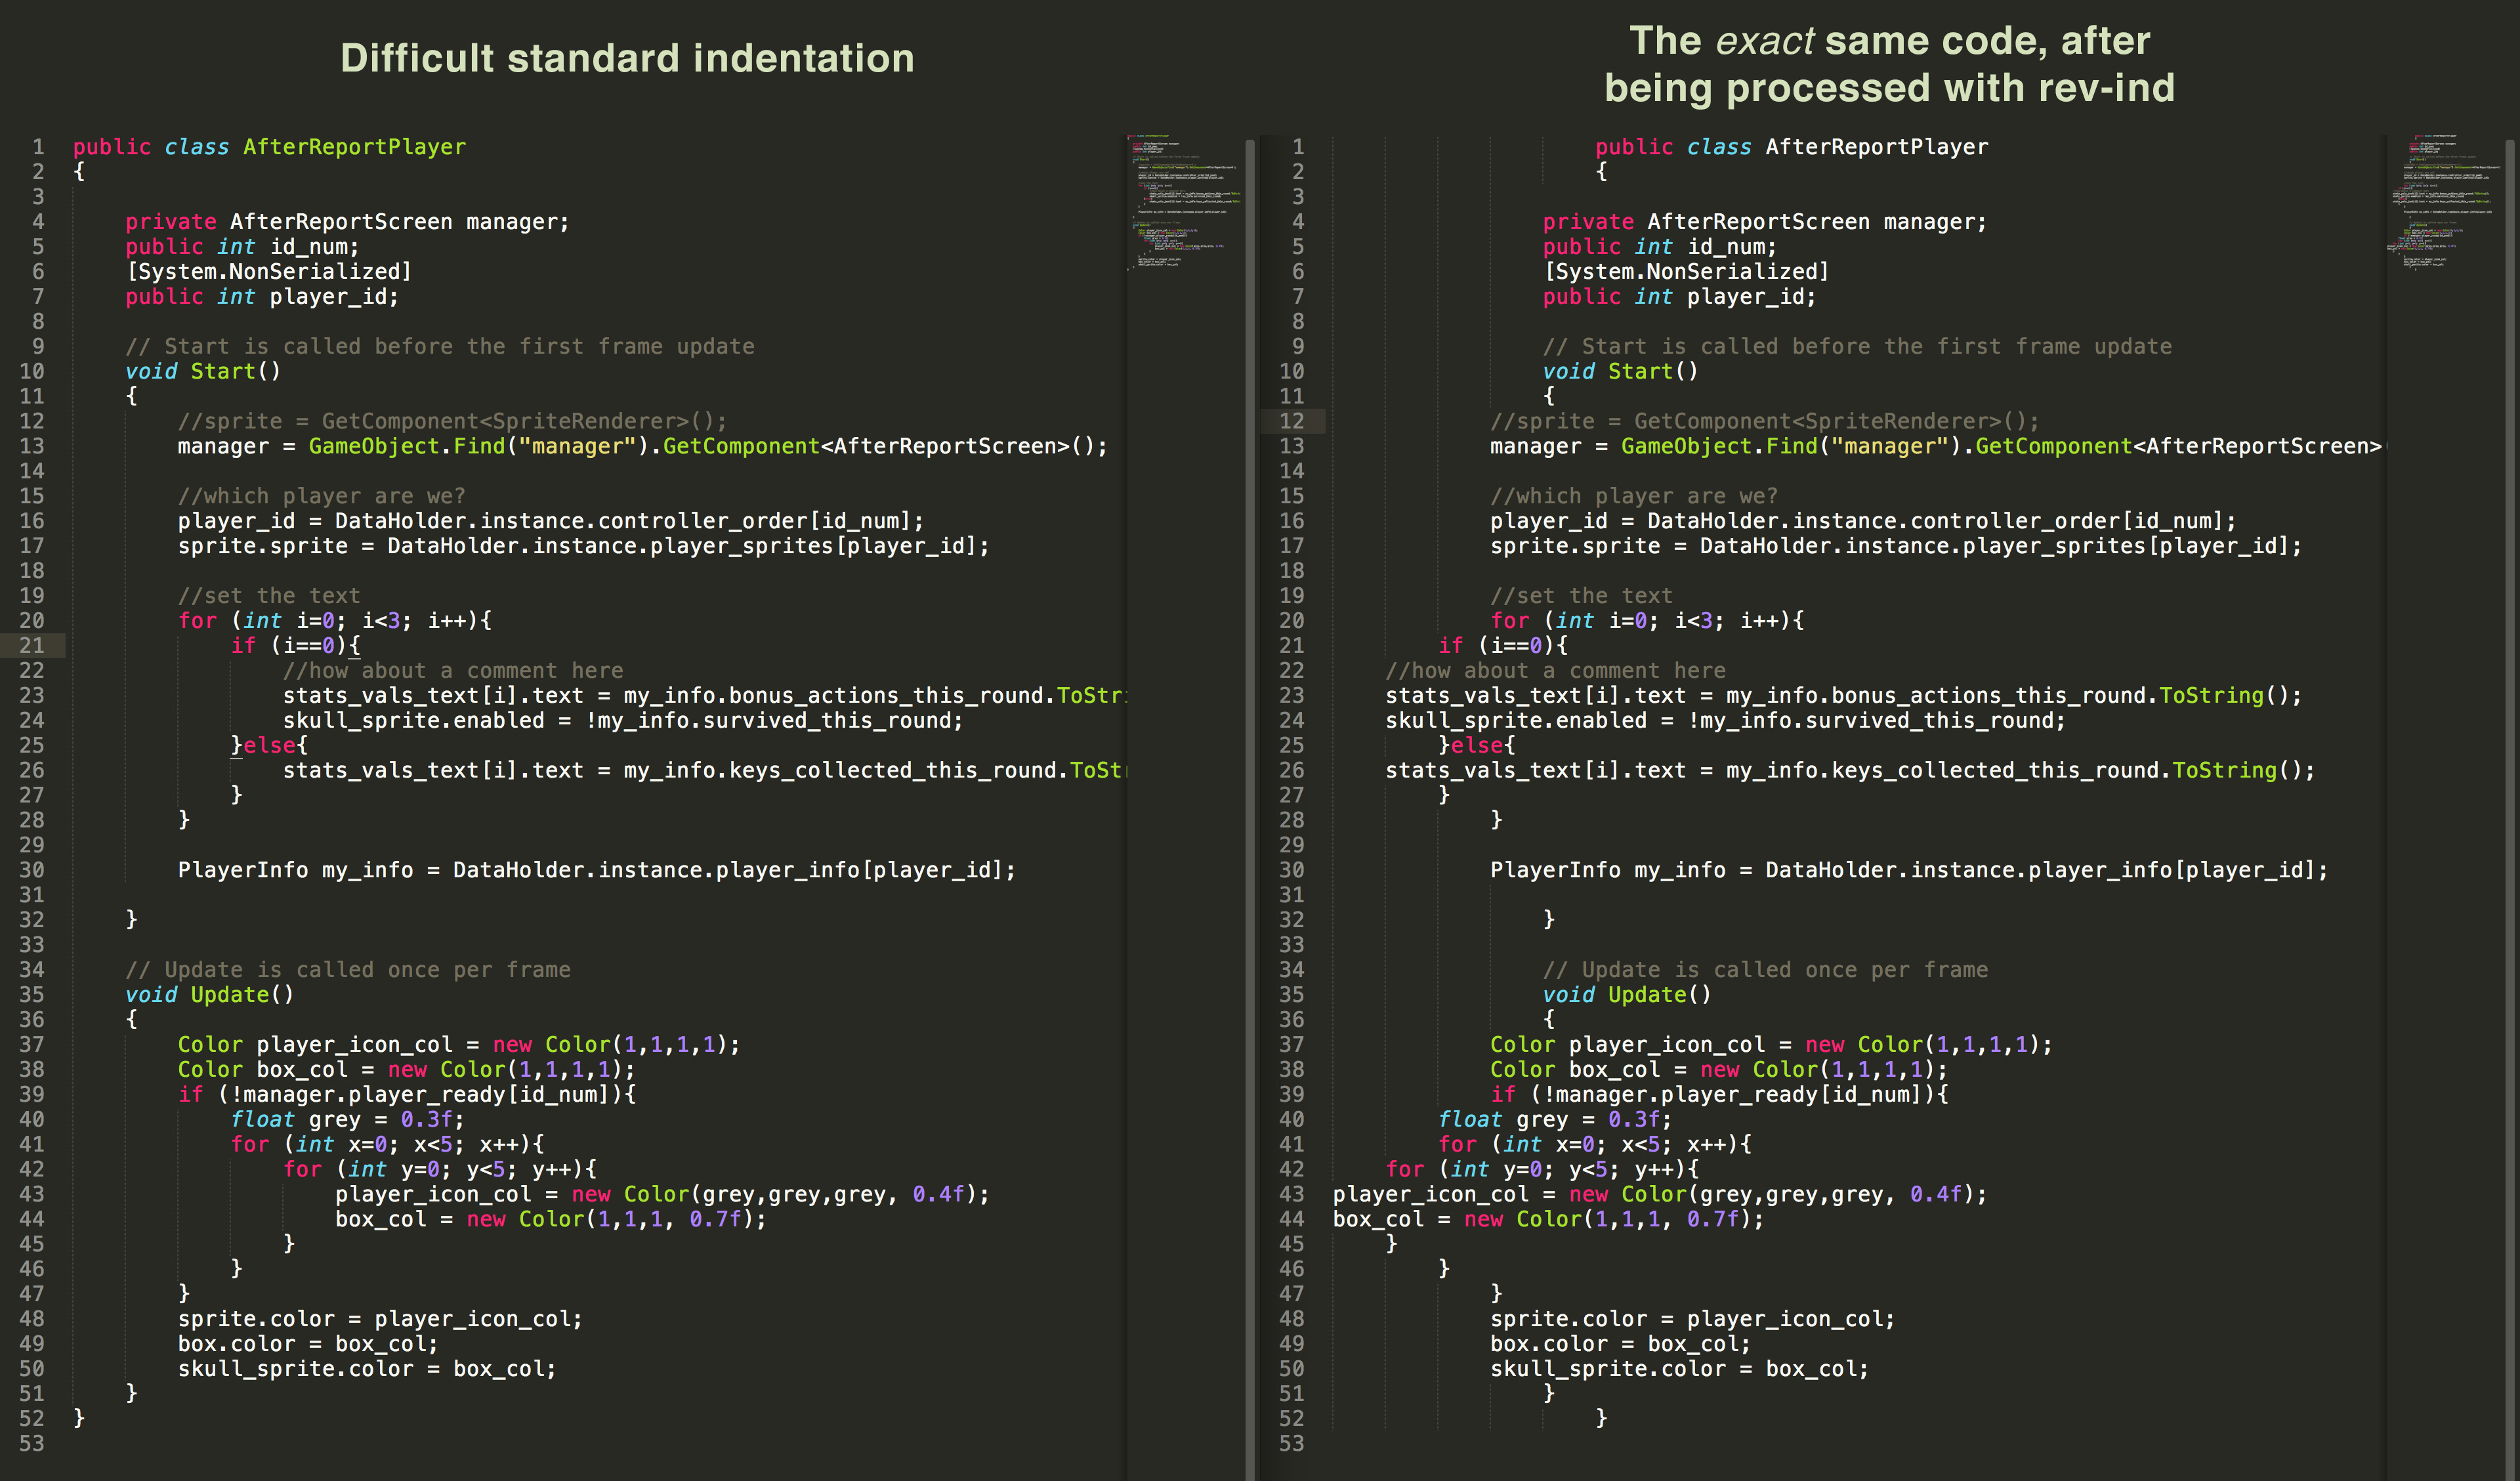 Difficult standard indentation
1 public class AfterReportPlayer
2 {
3
4     private AfterReportScreen manager;
5     public int id_num;
6     [System.NonSerialized]
7     public int player_id;
8
9     // Start is called before the first frame update
10     void Start()
11     {
12         //sprite = GetComponent<SpriteRenderer>();
13         manager = GameObject.Find("manager").GetComponent<AfterReportScreen>();
14
15         //which player are we?
16         player_id = DataHolder.instance.controller_order[id_num];
17         sprite.sprite = DataHolder.instance.player_sprites[player_id];
18
19         //set the text
20         for (int i=0; i<3; i++){
21             if (i==0){
22                 //how about a comment here
23                 stats_vals_text[i].text = my_info.bonus_actions_this_round.ToStri
24                 skull_sprite.enabled = !my_info.survived_this_round;
25             }else{
26                 stats_vals_text[i].text = my_info.keys_collected_this_round.ToStr
27             }
28         }
29
30         PlayerInfo my_info = DataHolder.instance.player_info[player_id];
31
32     }
33
34     // Update is called once per frame
35     void Update()
36     {
37         Color player_icon_col = new Color(1,1,1,1);
38         Color box_col = new Color(1,1,1,1);
39         if (!manager.player_ready[id_num]){
40             float grey = 0.3f;
41             for (int x=0; x<5; x++){
42                 for (int y=0; y<5; y++){
43                     player_icon_col = new Color(grey,grey,grey, 0.4f);
44                     box_col = new Color(1,1,1, 0.7f);
45                 }
46             }
47         }
48         sprite.color = player_icon_col;
49         box.color = box_col;
50         skull_sprite.color = box_col;
51     }
52 }
53
The exact same code, after
being processed with rev-ind
1                     public class AfterReportPlayer
2                     {
3
4                 private AfterReportScreen manager;
5                 public int id_num;
6                 [System.NonSerialized]
7                 public int player_id;
8
9                 // Start is called before the first frame update
10                 void Start()
11                 {
12             //sprite = GetComponent<SpriteRenderer>();
13             manager = GameObject.Find("manager").GetComponent<AfterReportScreen>
14
15             //which player are we?
16             player_id = DataHolder.instance.controller_order[id_num];
17             sprite.sprite = DataHolder.instance.player_sprites[player_id];
18
19             //set the text
20             for (int i=0; i<3; i++){
21         if (i==0){
22     //how about a comment here
23     stats_vals_text[i].text = my_info.bonus_actions_this_round.ToString();
24     skull_sprite.enabled = !my_info.survived_this_round;
25         }else{
26     stats_vals_text[i].text = my_info.keys_collected_this_round.ToString();
27         }
28             }
29
30             PlayerInfo my_info = DataHolder.instance.player_info[player_id];
31
32                 }
33
34                 // Update is called once per frame
35                 void Update()
36                 {
37             Color player_icon_col = new Color(1,1,1,1);
38             Color box_col = new Color(1,1,1,1);
39             if (!manager.player_ready[id_num]){
40         float grey = 0.3f;
41         for (int x=0; x<5; x++){
42     for (int y=0; y<5; y++){
43 player_icon_col = new Color(grey,grey,grey, 0.4f);
44 box_col = new Color(1,1,1, 0.7f);
45     }
46         }
47             }
48             sprite.color = player_icon_col;
49             box.color = box_col;
50             skull_sprite.color = box_col;
51                 }
52                     }
53